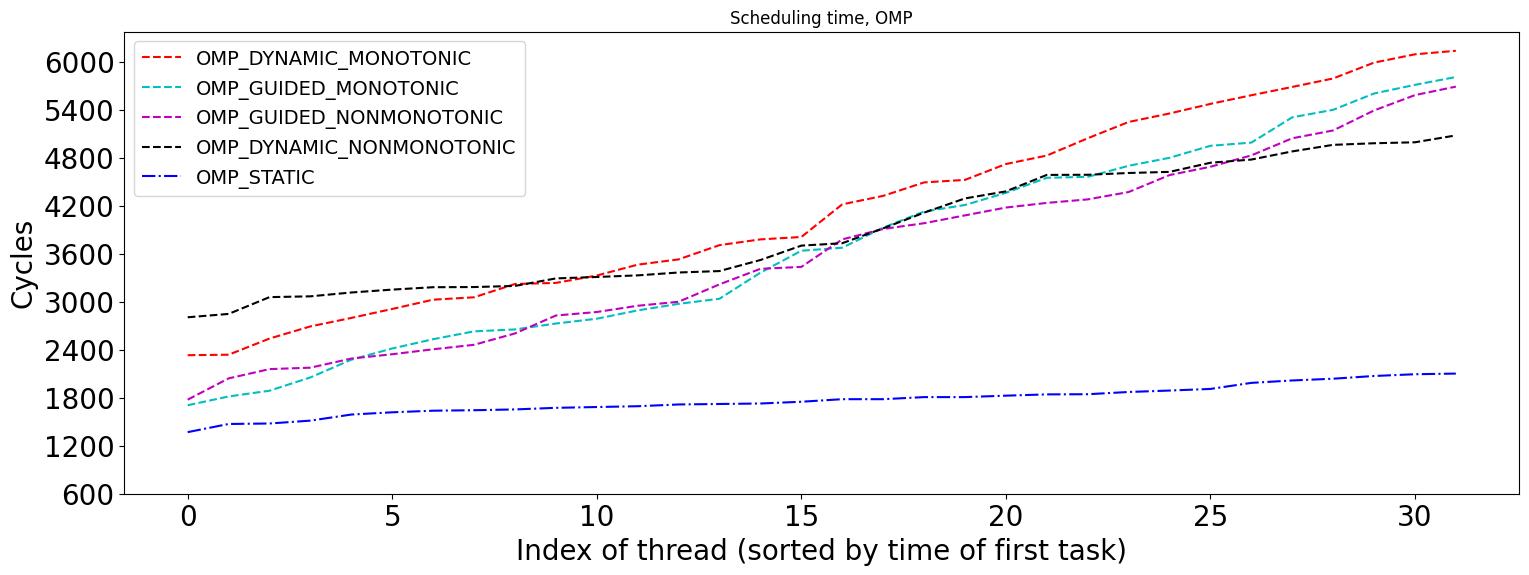 Scheduling time, OMP
OMP_DYNAMIC_MONOTONIC
OMP_GUIDED_MONOTONIC
OMP_GUIDED_NONMONOTONIC
OMP_DYNAMIC_NONMONOTONIC
OMP_STATIC
Cycles
6000
5400
4800
4200
3600
3000
2400
1800
1200
600
0 5 10 15 20 25 30
Index of thread (sorted by time of first task)